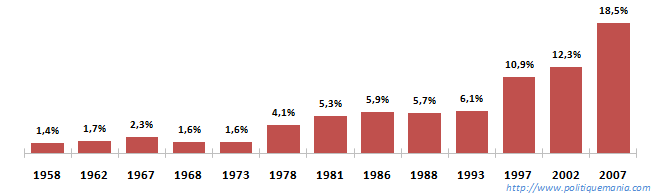 18,5%
12,3%
10,9%
5,3% 5,9% 5,7% 6,1%
4,1%
1,4% 1,7% 2,3% 1,6% 1,6%
1958 1962 1967 1968 1973 1978 1981 1986 1988 1993 1997 2002 2007
http://www.politiquemania.com